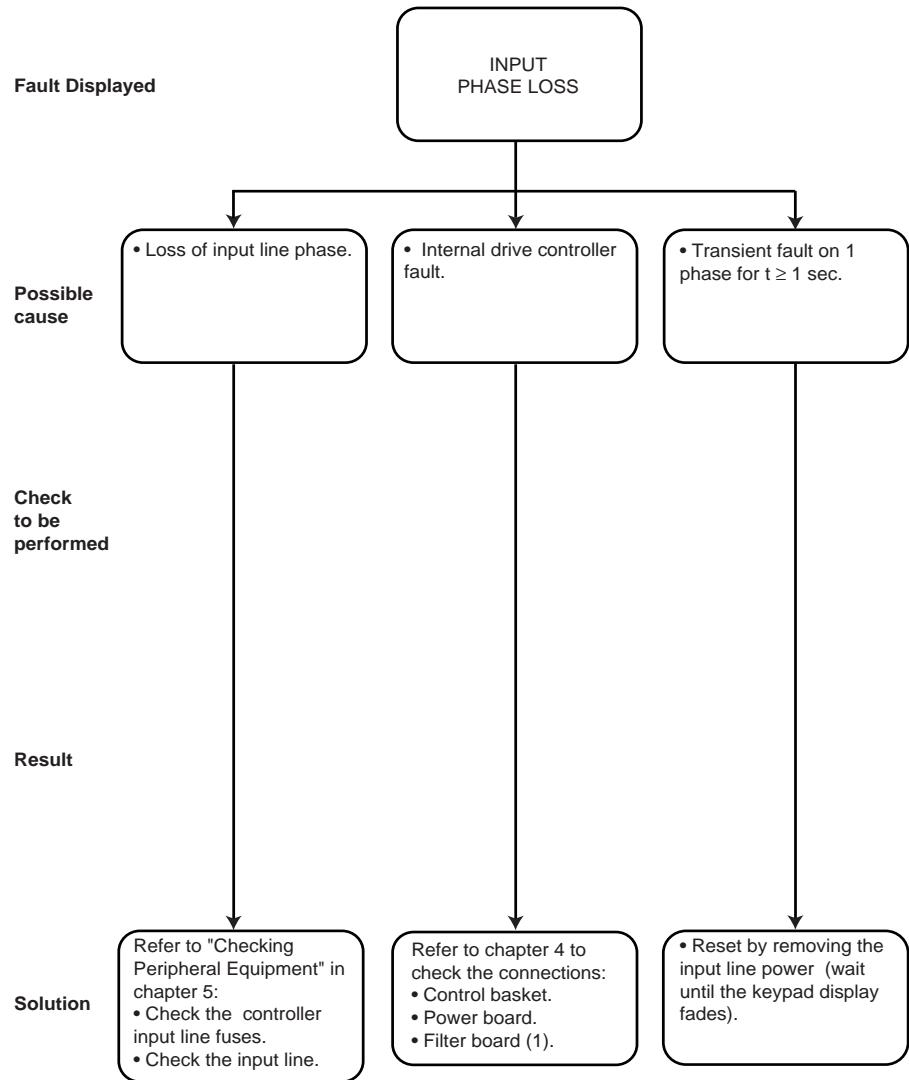 Fault Displayed
INPUT
PHASE LOSS
Possible
cause
• Loss of input line phase.
• Internal drive controller
fault.
• Transient fault on 1
phase for t ≥ 1 sec.
Check
to be
performed
Result
Solution
Refer to "Checking
Peripheral Equipment" in
chapter 5:
• Check the controller
input line fuses.
• Check the input line.
Refer to chapter 4 to
check the connections:
• Control basket.
• Power board.
• Filter board (1).
• Reset by removing the
input line power (wait
until the keypad display
fades).